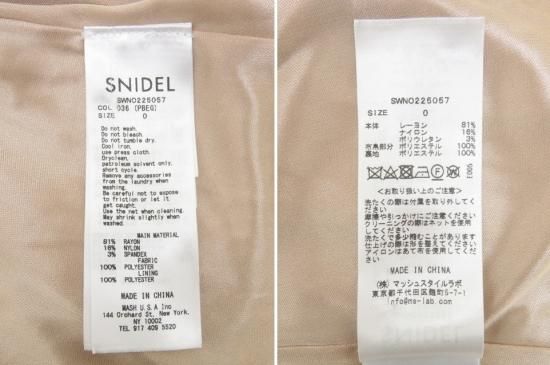 SNIDEL
SWNO225057
COL 036 (PBEG)
SIZE 0
Do not wash.
Do not bleach.
Do not tumble dry.
Cool iron,
use press cloth.
Dryclean,
petroleum solvent only,
short cycle.
Remove any accessories
from the laundry when
washing.
Be careful not to expose
to friction or let it
get caught.
Use the net when cleaning.
May shrink slightly when
washed.
MAIN MATERIAL
81% RAYON
16% NYLON
3% SPANDEX
FABRIC
100% POLYESTER
LINING
100% POLYESTER
MADE IN CHINA
MASH U.S.A Inc
144 Orchard St, New York,
NY 10002
TEL 917 409 5520
SWNO225057
SIZE 0
本体 レーヨン 81%
ナイロン 16%
ポリウレタン 3%
布帛部分 ポリエステル 100%
裏地 ポリエステル 100%
<お取り扱い上のご注意>
洗たくの際は付属を取り外してく
ださい
摩擦や引っかけにご注意ください
クリーニングの際はネットを使用
してください
洗たくで多少縮むことがあります
仕上げの際は形を整えてください
アイロンはあて布を使用してくだ
さい
MADE IN CHINA
(株)マッシュスタイルラボ
東京都千代田区麹町5-1
info@ms-lab.com